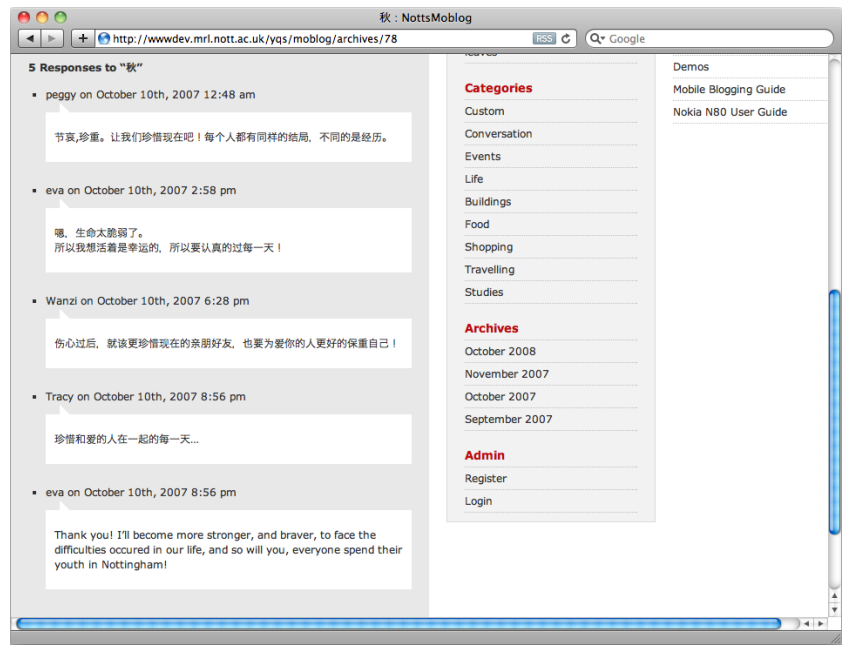 秋 : NottsMoblog
http://wwwdev.mrl.nott.ac.uk/yqs/moblog/archives/78
RSS
Google
5 Responses to “秋”
peggy on October 10th, 2007 12:48 am
节哀,珍重。让我们珍惜现在吧！每个人都有同样的结局，不同的是经历。
eva on October 10th, 2007 2:58 pm
嗯，生命太脆弱了。
所以我想活着是幸运的，所以要认真的过每一天！
Wanzi on October 10th, 2007 6:28 pm
伤心过后，就该更珍惜现在的亲朋好友，也要为爱你的人更好的保重自己！
Tracy on October 10th, 2007 8:56 pm
珍惜和爱的人在一起的每一天...
eva on October 10th, 2007 8:56 pm
Thank you! I’ll become more stronger, and braver, to face the
difficulties occured in our life, and so will you, everyone spend their
youth in Nottingham!
Categories
Custom
Conversation
Events
Life
Buildings
Food
Shopping
Travelling
Studies
Archives
October 2008
November 2007
October 2007
September 2007
Admin
Register
Login
Demos
Mobile Blogging Guide
Nokia N80 User Guide